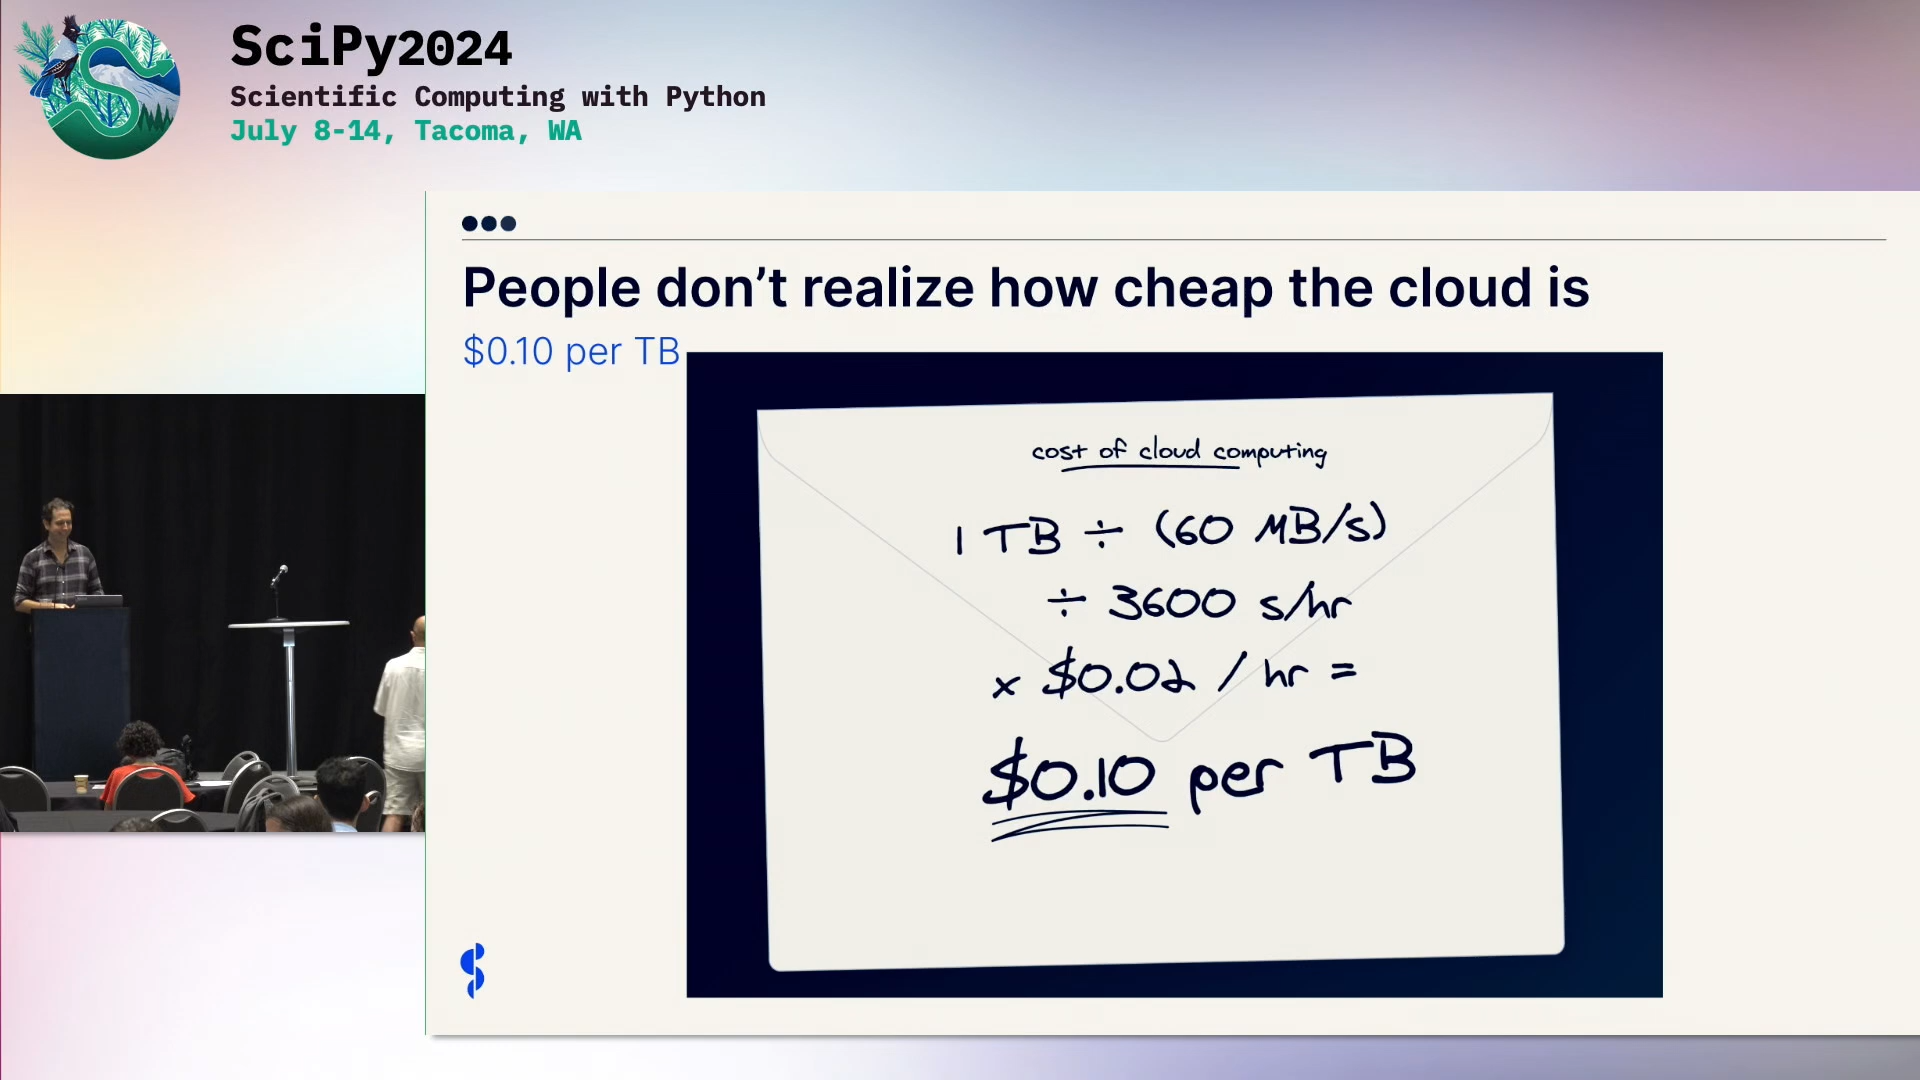 SciPy2024
Scientific Computing with Python
July 8-14, Tacoma, WA
People don’t realize how cheap the cloud is
$0.10 per TB
cost of cloud computing
1 TB ÷ (60 MB/s)
÷ 3600 s/hr
× $0.02 / hr =
$0.10 per TB